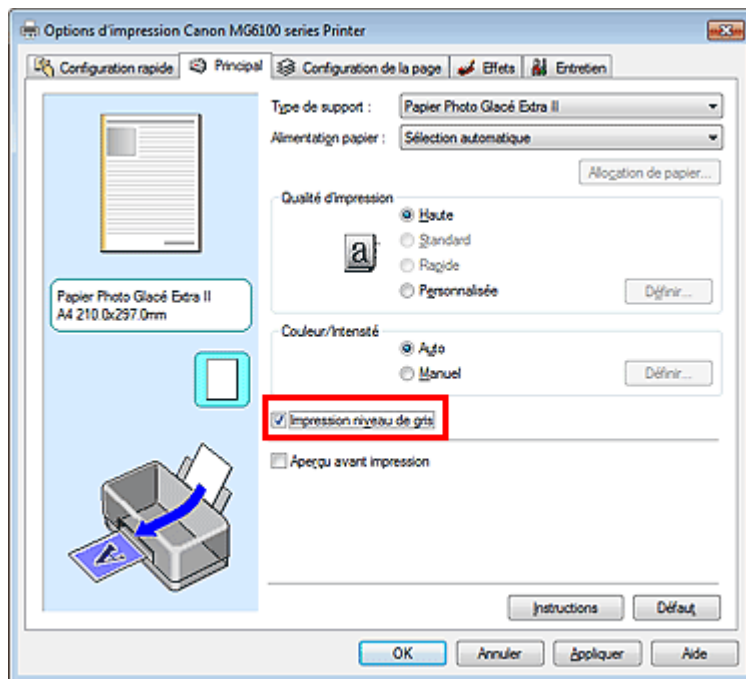 Options d'impression Canon MG6100 series Printer
Configuration rapide Principal Configuration de la page Effets Entretien
Type de support : Papier Photo Glacé Extra II
Alimentation papier : Sélection automatique
Allocation de papier...
Qualité d'impression
Haute
a Standard
Rapide
Personnalisée Définir...
Papier Photo Glacé Extra II
A4 210.0x297.0mm
Couleur/Intensité
Auto
Manuel Définir...
Impression niveau de gris
Aperçu avant impression
A
Instructions Défaut
OK Annuler Appliquer Aide